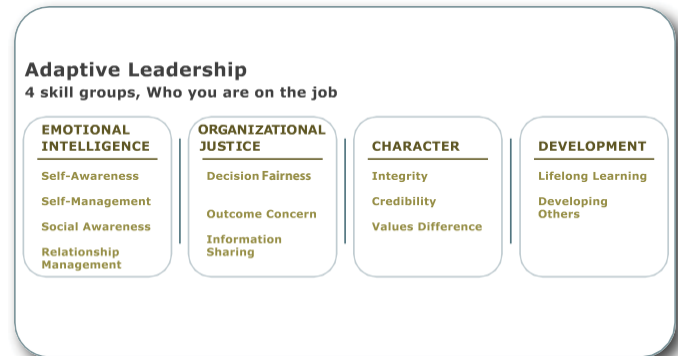 Adaptive Leadership
4 skill groups, Who you are on the job
EMOTIONAL
INTELLIGENCE
Self-Awareness
Self-Management
Social Awareness
Relationship
Management
ORGANIZATIONAL
JUSTICE
Decision Fairness
Outcome Concern
Information
Sharing
CHARACTER
Integrity
Credibility
Values Difference
DEVELOPMENT
Lifelong Learning
Developing
Others